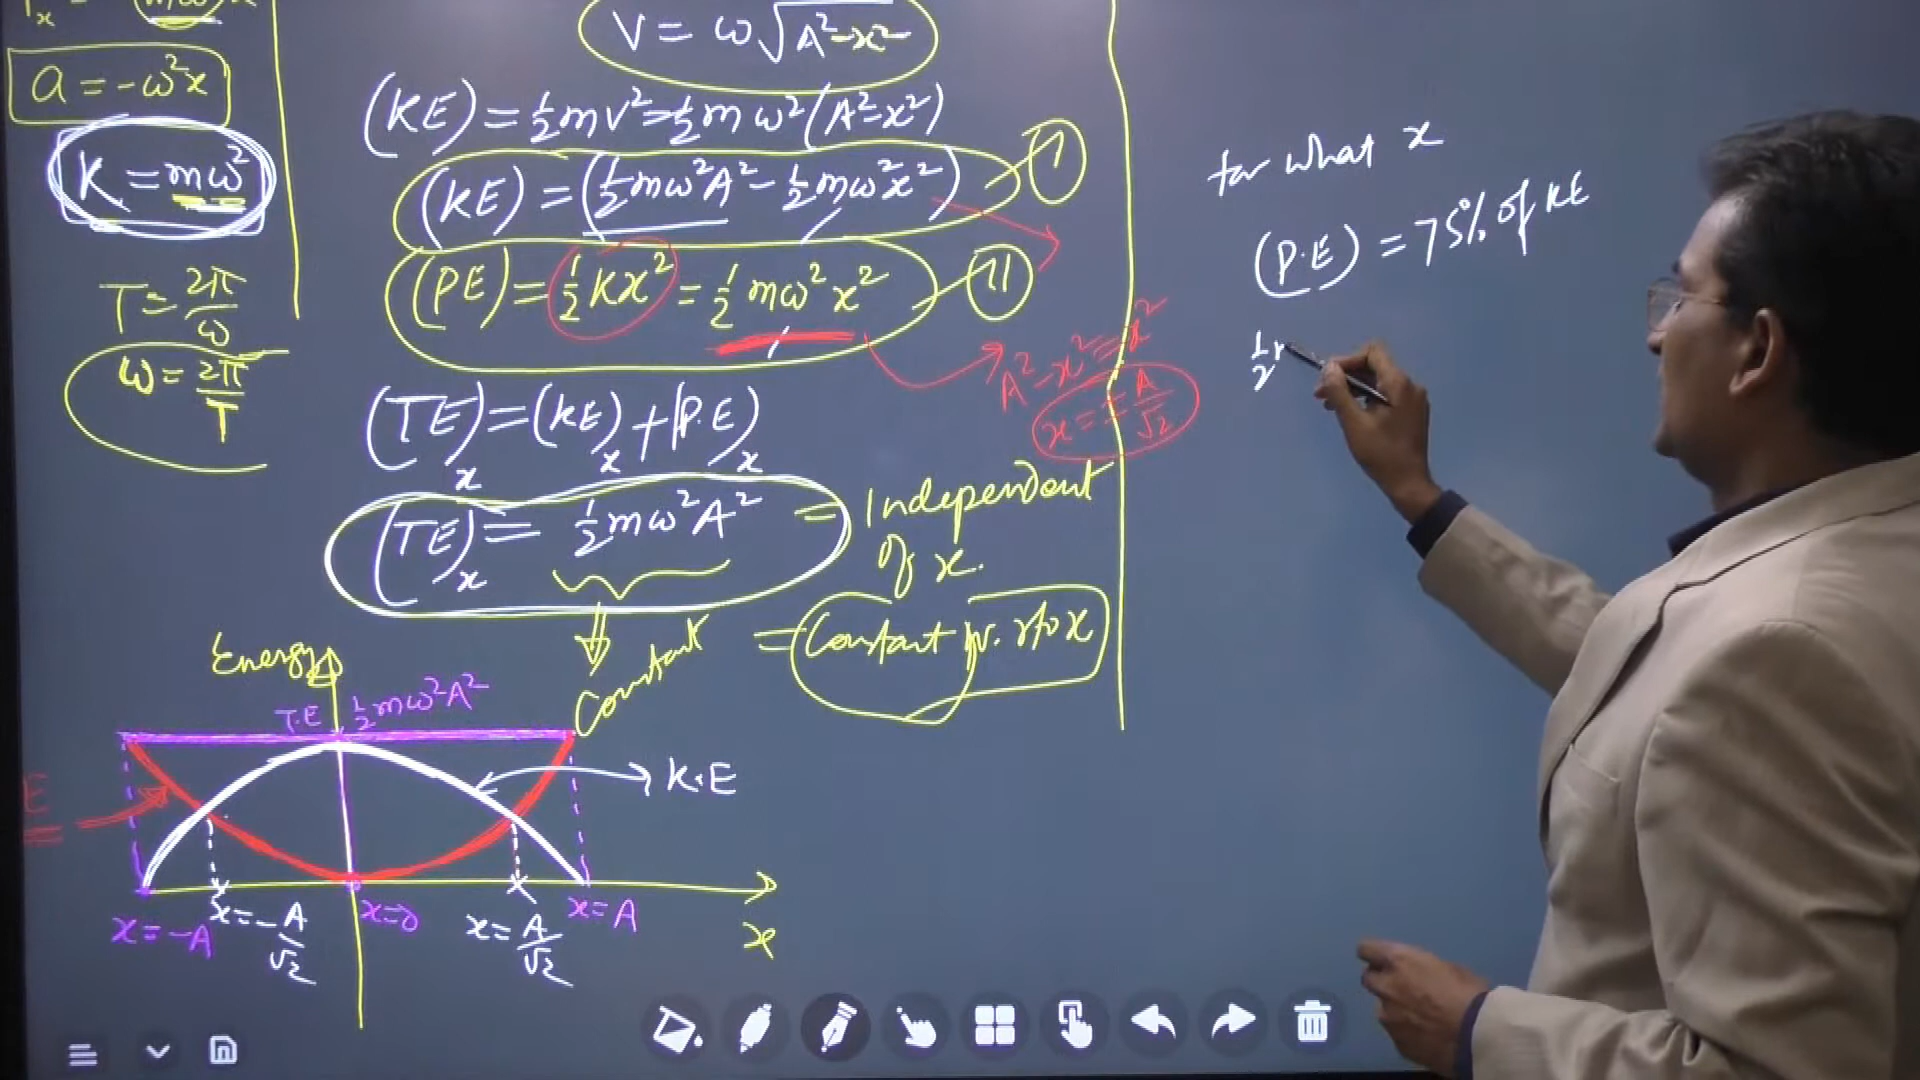 a = -ω²x
K = mω²
T = 2π/ω
ω = 2π/T
V = ω√A²-x²
(KE) = ½mV² = ½mω²(A²-x²)
(KE) = (½mω²A² - ½mω²x²) I
(PE) = ½Kx² = ½mω²x² II
A²-x² = x²
x = ± A/√2
(TE)x = (KE)x + (P.E)x
(TE)x = ½mω²A² = Independent
of x.
= Constant w.r to x
Constant
Energy
T.E ½mω²A²
K.E
E
x=-A
x=-A/√2
x=0
x=A/√2
x=A
x
for what x
(P.E) = 75% of KE
½